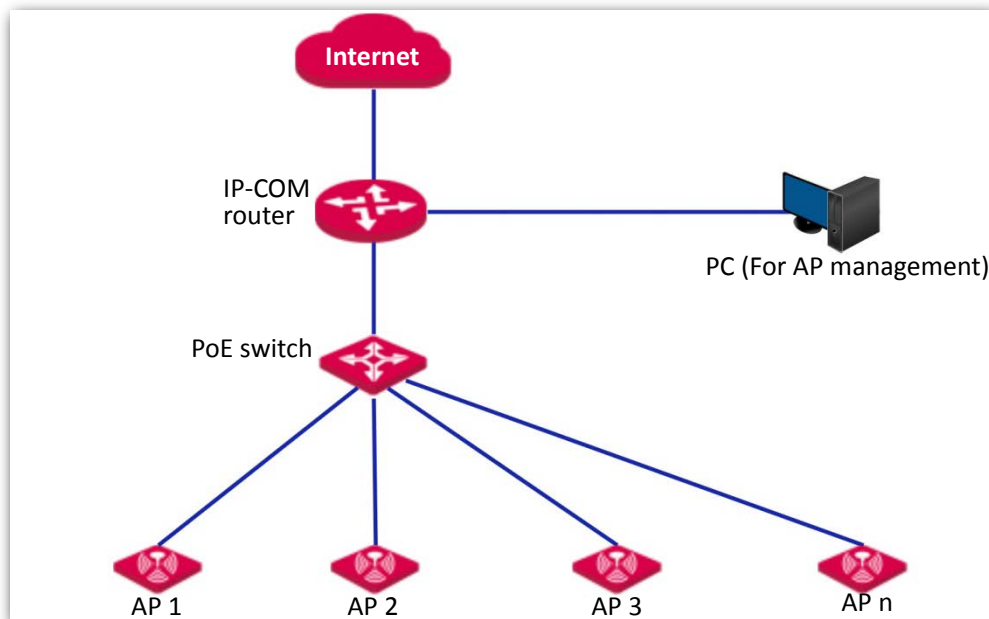 Internet
IP-COM
router
PC (For AP management)
PoE switch
AP 1
AP 2
AP 3
AP n